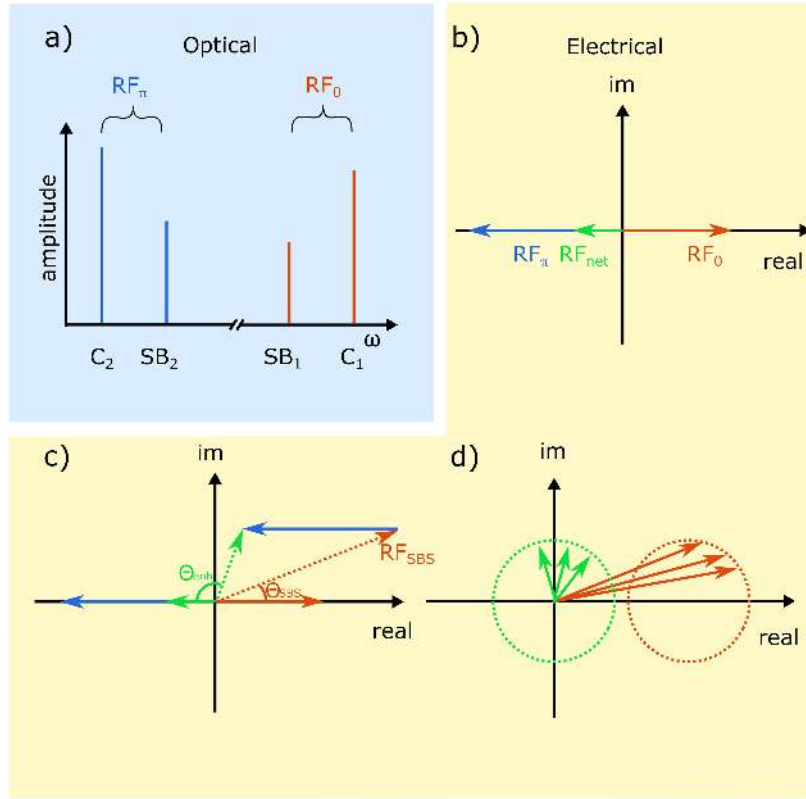 a)
Optical
RFπ
RF0
amplitude
C2
SB2
SB1
C1
ω
b)
Electrical
im
RFπ
RFnet
RF0
real
c)
im
RFSBS
Θenh
ΘSBS
real
d)
im
real